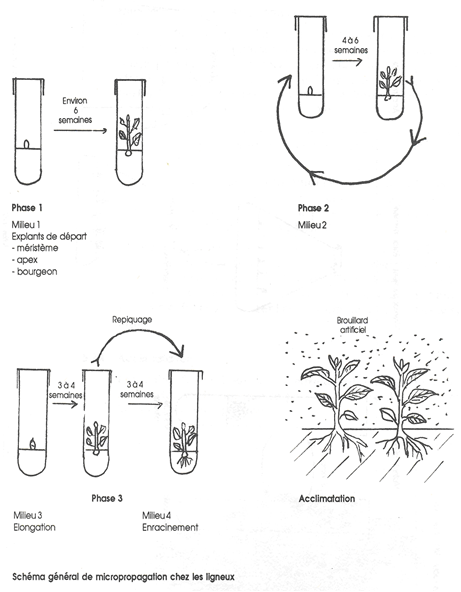 Environ
6
semaines
4 à 6
semaines
Phase 1
Milieu 1
Explants de départ
- méristème
- apex
- bourgeon
Phase 2
Milieu 2
Repiquage
3 à 4
semaines
3 à 4
semaines
Brouillard
artificiel
Phase 3
Milieu 3
Elongation
Milieu 4
Enracinement
Acclimatation
Schéma général de micropropagation chez les ligneux